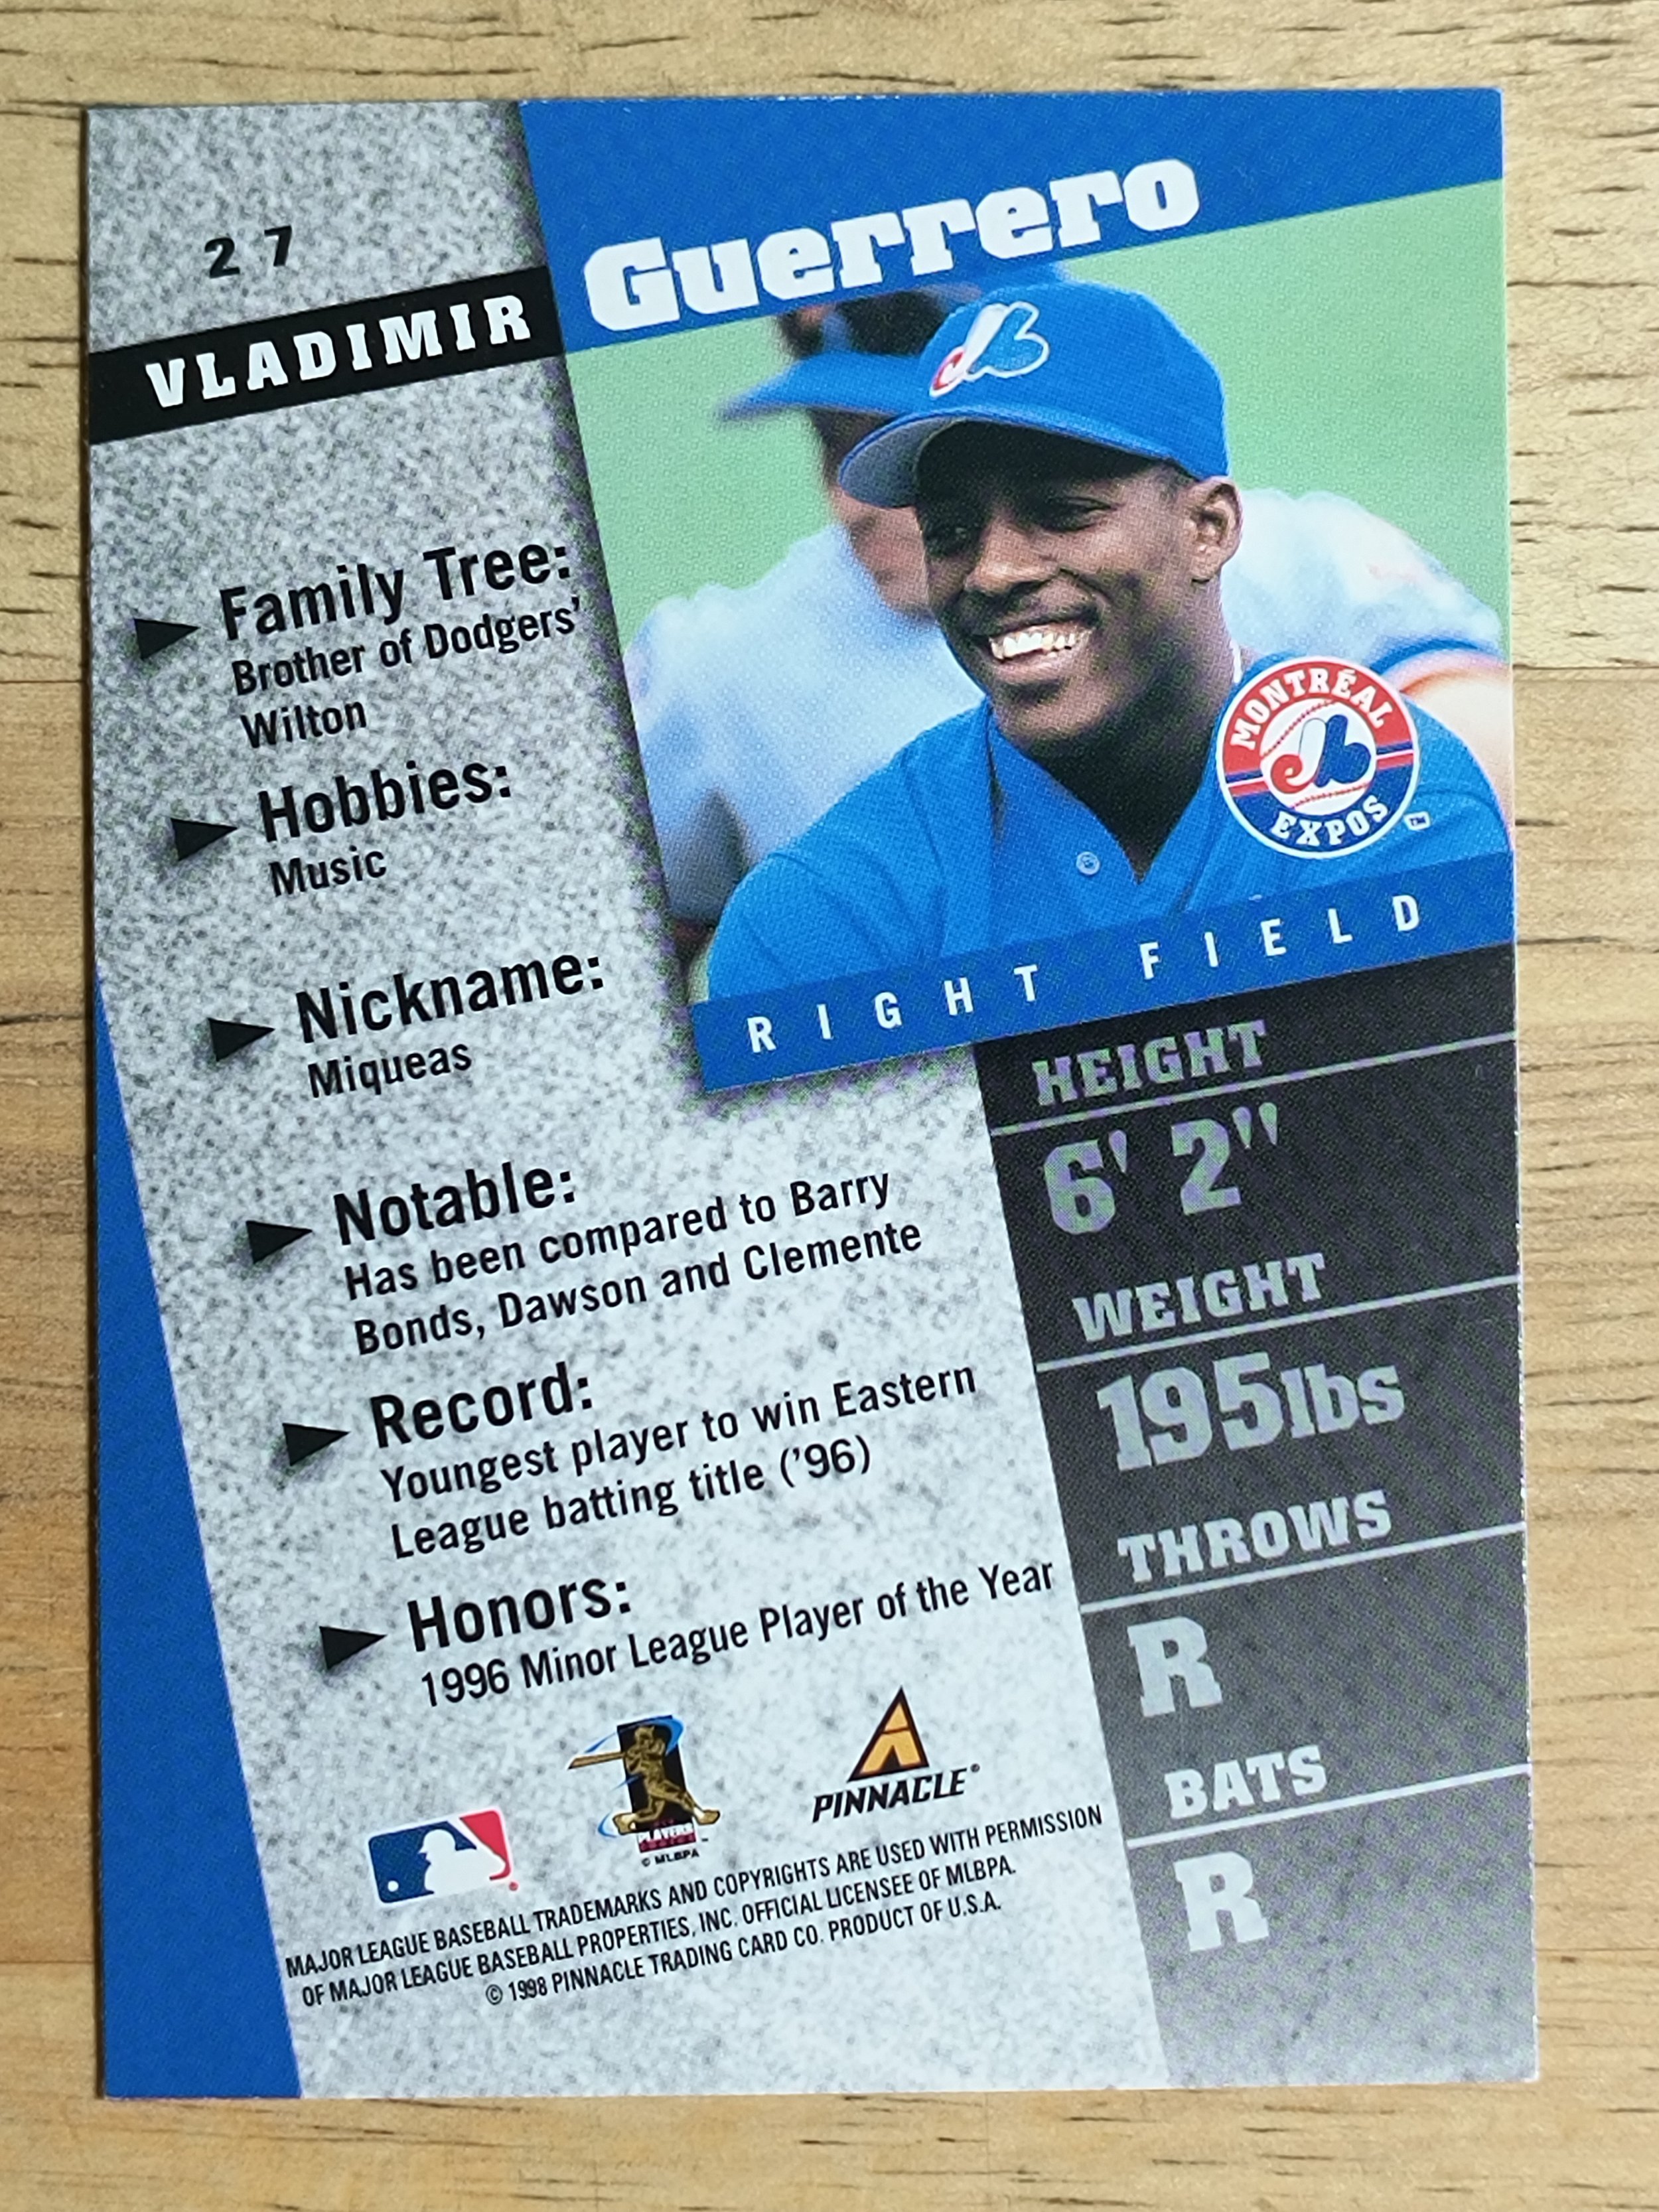 27
VLADIMIR
Guerrero
Family Tree:
Brother of Dodgers'
Wilton
Hobbies:
Music
Nickname:
Miqueas
Notable:
Has been compared to Barry
Bonds, Dawson and Clemente
Record:
Youngest player to win Eastern
League batting title ('96)
Honors:
1996 Minor League Player of the Year
MONTRÉAL
EXPOS
TM
RIGHT FIELD
HEIGHT
6' 2"
WEIGHT
195lbs
THROWS
R
BATS
R
PLAYERS
© MLBPA
PINNACLE®
MAJOR LEAGUE BASEBALL TRADEMARKS AND COPYRIGHTS ARE USED WITH PERMISSION
OF MAJOR LEAGUE BASEBALL PROPERTIES, INC. OFFICIAL LICENSEE OF MLBPA.
© 1998 PINNACLE TRADING CARD CO. PRODUCT OF U.S.A.